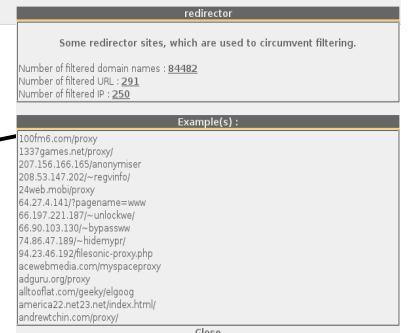 redirector
Some redirector sites, which are used to circumvent filtering.
Number of filtered domain names : 84482
Number of filtered URL : 291
Number of filtered IP : 250
Example(s) :
100fm6.com/proxy
1337games.net/proxy/
207.156.166.165/anonymiser
208.53.147.202/~regvinfo/
24web.mobi/proxy
64.27.4.141/?pagename=www
66.197.221.187/~unlockwe/
66.90.103.130/~bypassww
74.86.47.189/~hidemypr/
94.23.46.192/filesonic-proxy.php
acewebmedia.com/myspaceproxy
adguru.org/proxy
alltooflat.com/geeky/elgoog
america22.net23.net/index.html/
andrewtchin.com/proxy/
Close